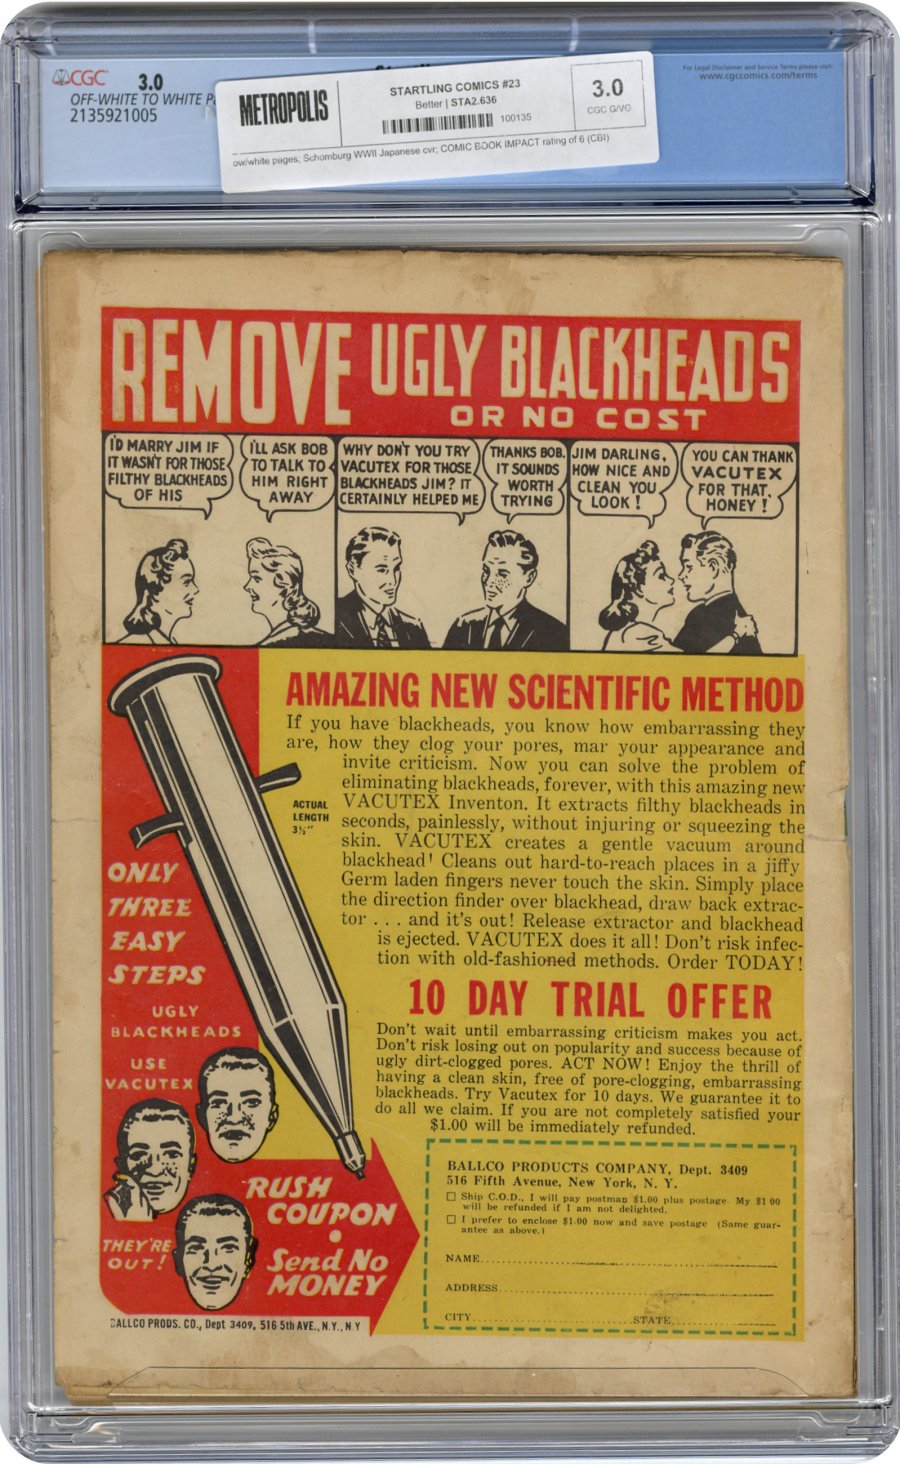 CGC 3.0
OFF-WHITE TO WHITE
2135921005
METROPOLIS
STARTLING COMICS #23
Better | STA2.636
100135
3.0
CGC G/VG
ow/white pages; Schomburg WWII Japanese cvr; COMIC BOOK IMPACT rating of 6 (CBI)
For Legal Disclaimer and Service Terms please visit:
www.cgccomics.com/terms
REMOVE UGLY BLACKHEADS
OR NO COST
I'D MARRY JIM IF
IT WASN'T FOR THOSE
FILTHY BLACKHEADS
OF HIS
I'LL ASK BOB
TO TALK TO
HIM RIGHT
AWAY
WHY DON'T YOU TRY
VACUTEX FOR THOSE
BLACKHEADS JIM? IT
CERTAINLY HELPED ME
THANKS BOB.
IT SOUNDS
WORTH
TRYING
JIM DARLING,
HOW NICE AND
CLEAN YOU
LOOK!
YOU CAN THANK
VACUTEX
FOR THAT,
HONEY!
AMAZING NEW SCIENTIFIC METHOD
If you have blackheads, you know how embarrassing they
are, how they clog your pores, mar your appearance and
invite criticism. Now you can solve the problem of
eliminating blackheads, forever, with this amazing new
VACUTEX Inventon. It extracts filthy blackheads in
seconds, painlessly, without injuring or squeezing the
skin. VACUTEX creates a gentle vacuum around
blackhead! Cleans out hard-to-reach places in a jiffy
Germ laden fingers never touch the skin. Simply place
the direction finder over blackhead, draw back extrac-
tor . . . and it's out! Release extractor and blackhead
is ejected. VACUTEX does it all! Don't risk infec-
tion with old-fashioned methods. Order TODAY!
ACTUAL
LENGTH
3½"
ONLY
THREE
EASY
STEPS
UGLY
BLACKHEADS
USE
VACUTEX
THEY'RE
OUT!
10 DAY TRIAL OFFER
Don't wait until embarrassing criticism makes you act.
Don't risk losing out on popularity and success because of
ugly dirt-clogged pores. ACT NOW! Enjoy the thrill of
having a clean skin, free of pore-clogging, embarrassing
blackheads. Try Vacutex for 10 days. We guarantee it to
do all we claim. If you are not completely satisfied your
$1.00 will be immediately refunded.
RUSH
COUPON
Send No
MONEY
BALLCO PRODUCTS COMPANY, Dept. 3409
516 Fifth Avenue, New York, N. Y.
Ship C.O.D., I will pay postman $1.00 plus postage My $1 00
will be refunded if I am not delighted.
I prefer to enclose $1.00 now and save postage (Same guar-
antee as above.)
NAME
ADDRESS
CITY STATE
BALLCO PRODS. CO., Dept 3409, 516 5th AVE., N.Y., N.Y